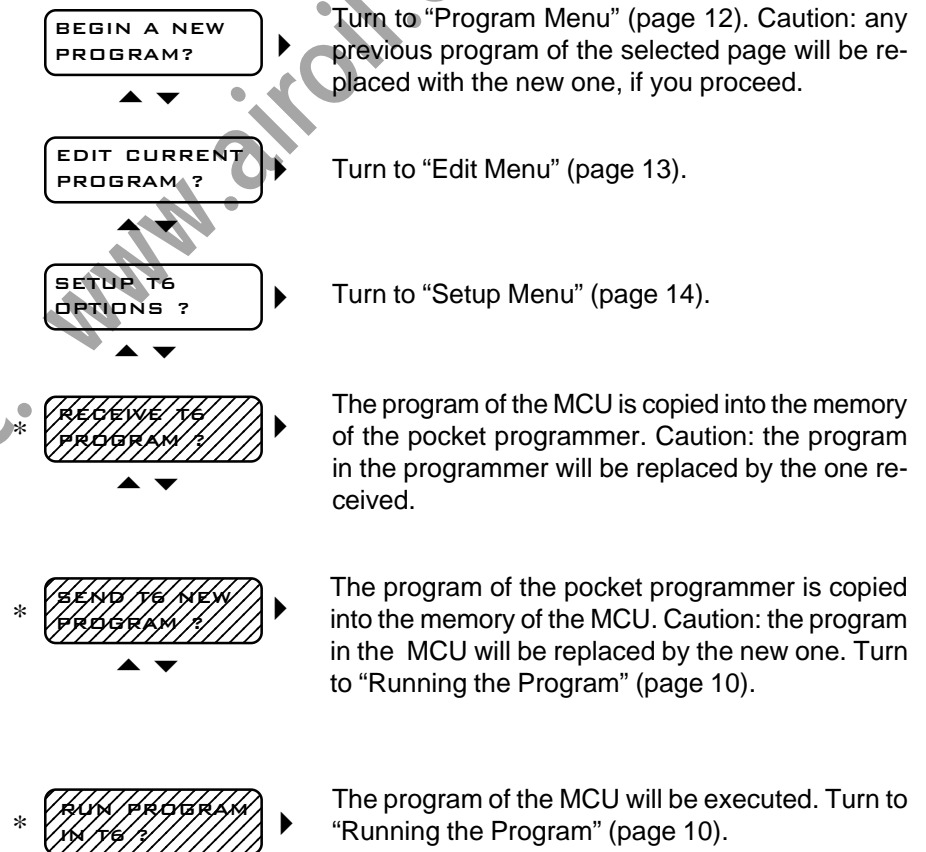 BEGIN A NEW
PROGRAM?
Turn to “Program Menu” (page 12). Caution: any
previous program of the selected page will be re-
placed with the new one, if you proceed.
EDIT CURRENT
PROGRAM ?
Turn to “Edit Menu” (page 13).
SETUP T6
OPTIONS ?
Turn to “Setup Menu” (page 14).
*
RECEIVE T6
PROGRAM ?
The program of the MCU is copied into the memory
of the pocket programmer. Caution: the program
in the programmer will be replaced by the one re-
ceived.
*
SEND T6 NEW
PROGRAM ?
The program of the pocket programmer is copied
into the memory of the MCU. Caution: the program
in the MCU will be replaced by the new one. Turn
to “Running the Program” (page 10).
*
RUN PROGRAM
IN T6 ?
The program of the MCU will be executed. Turn to
“Running the Program” (page 10).